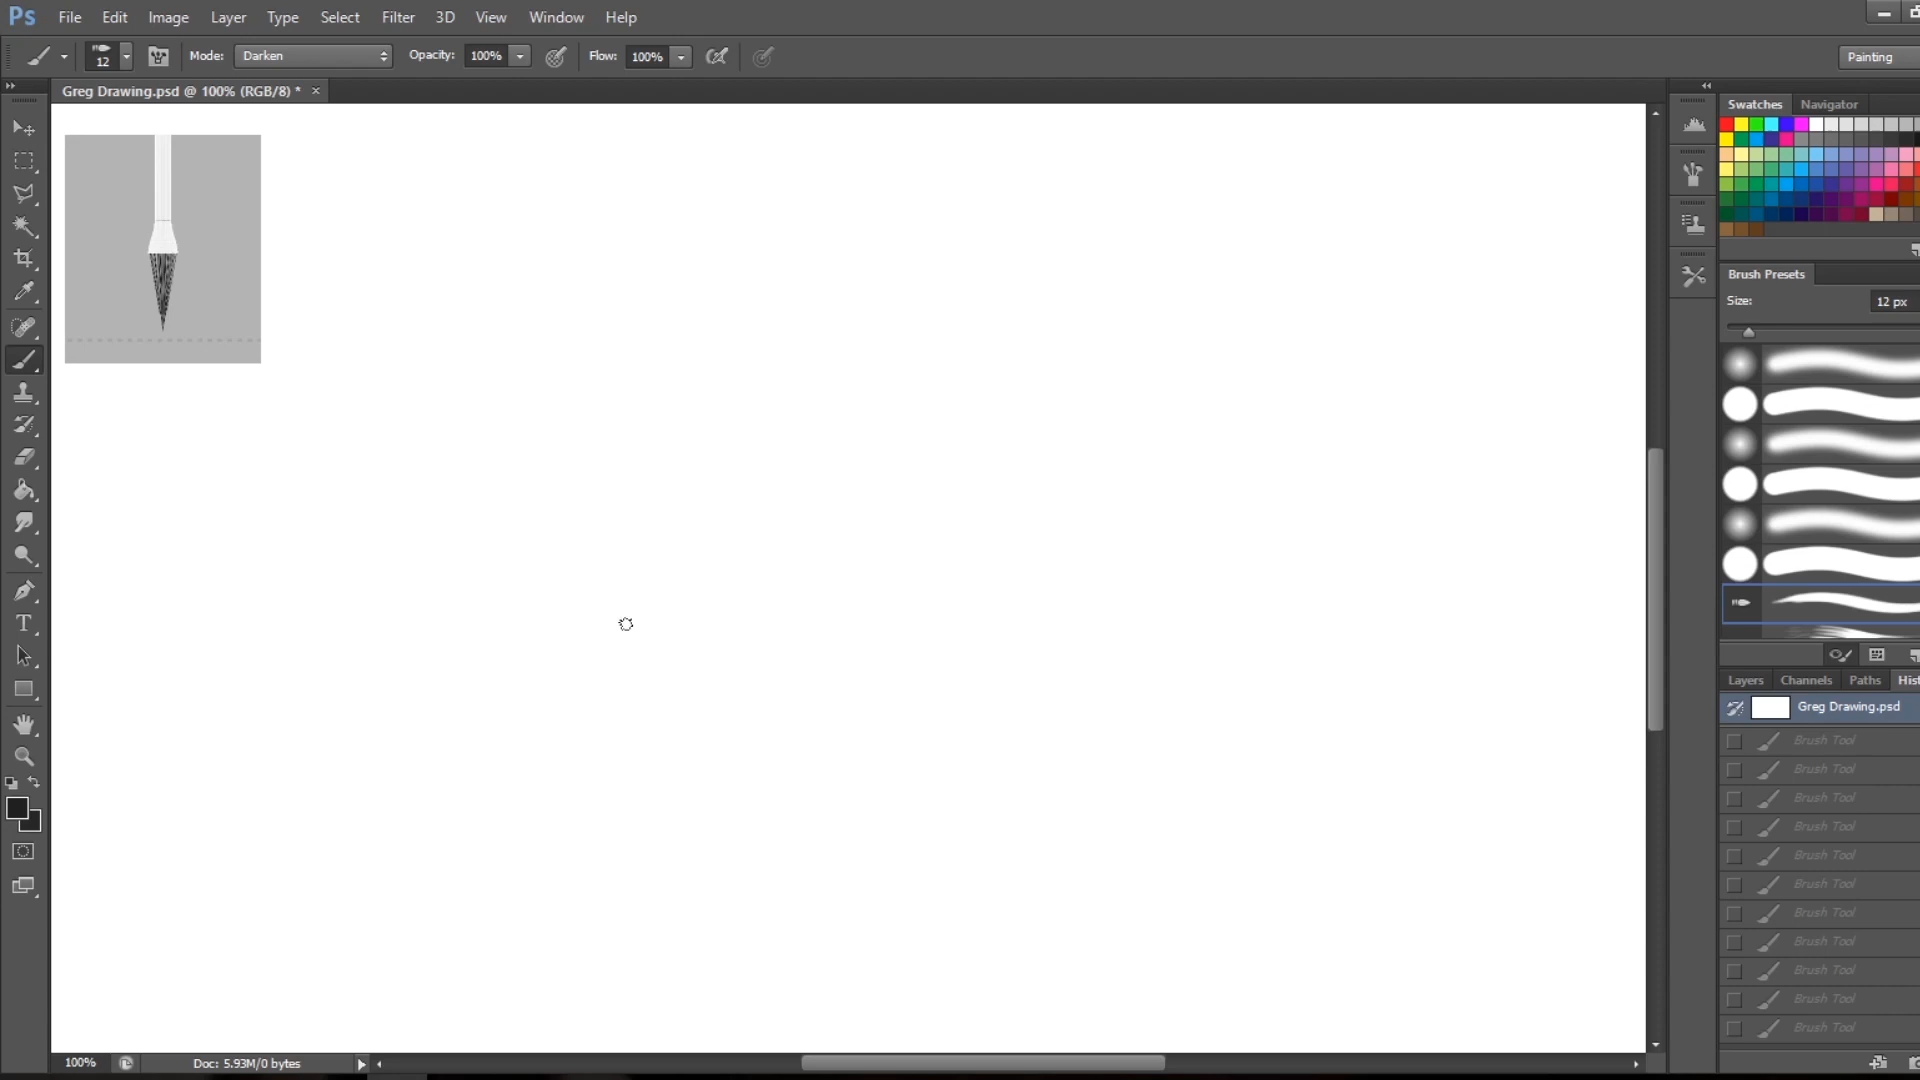 Ps File Edit Image Layer Type Select Filter 3D View Window Help
12 Mode: Darken Opacity: 100% Flow: 100% Painting
Greg Drawing.psd @ 100% (RGB/8) * ×
Swatches Navigator
Brush Presets
Size: 12 px
T
Layers Channels Paths Hist
Greg Drawing.psd
Brush Tool
Brush Tool
Brush Tool
Brush Tool
Brush Tool
Brush Tool
Brush Tool
Brush Tool
Brush Tool
Brush Tool
Brush Tool
100% Doc: 5.93M/0 bytes